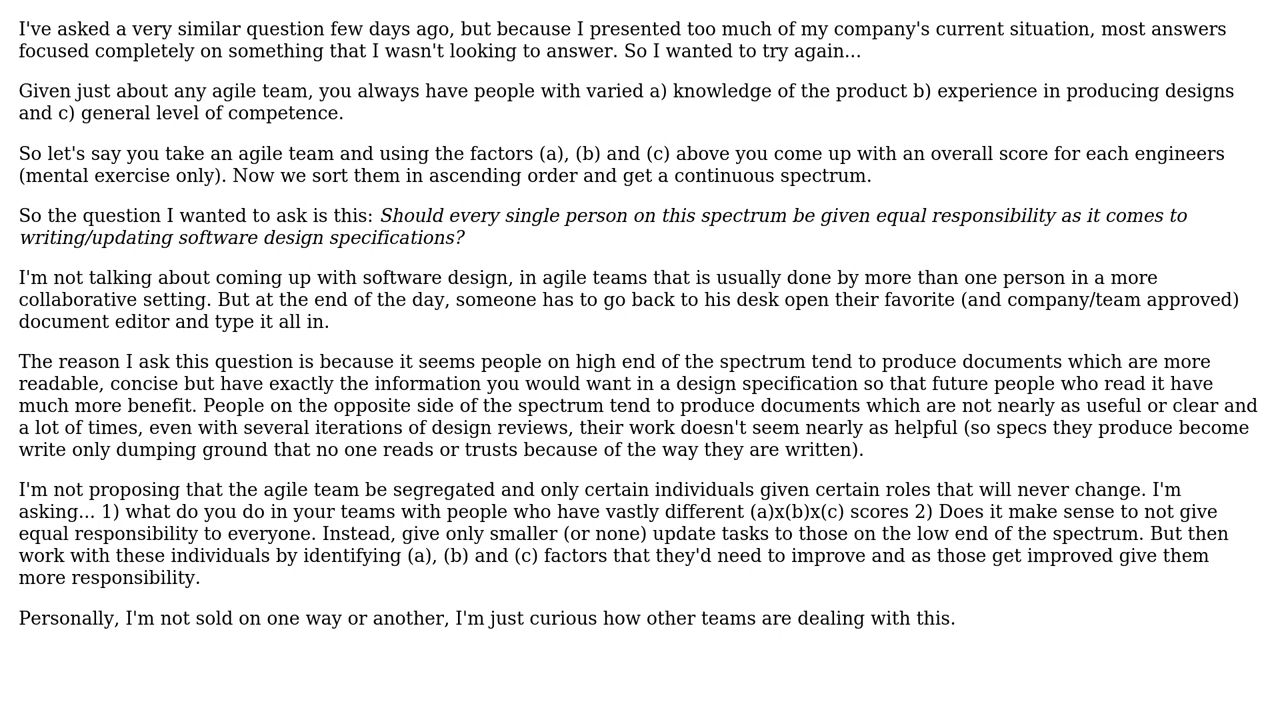 I've asked a very similar question few days ago, but because I presented too much of my company's current situation, most answers
focused completely on something that I wasn't looking to answer. So I wanted to try again...
Given just about any agile team, you always have people with varied a) knowledge of the product b) experience in producing designs
and c) general level of competence.
So let's say you take an agile team and using the factors (a), (b) and (c) above you come up with an overall score for each engineers
(mental exercise only). Now we sort them in ascending order and get a continuous spectrum.
So the question I wanted to ask is this: Should every single person on this spectrum be given equal responsibility as it comes to
writing/updating software design specifications?
I'm not talking about coming up with software design, in agile teams that is usually done by more than one person in a more
collaborative setting. But at the end of the day, someone has to go back to his desk open their favorite (and company/team approved)
document editor and type it all in.
The reason I ask this question is because it seems people on high end of the spectrum tend to produce documents which are more
readable, concise but have exactly the information you would want in a design specification so that future people who read it have
much more benefit. People on the opposite side of the spectrum tend to produce documents which are not nearly as useful or clear and
a lot of times, even with several iterations of design reviews, their work doesn't seem nearly as helpful (so specs they produce become
write only dumping ground that no one reads or trusts because of the way they are written).
I'm not proposing that the agile team be segregated and only certain individuals given certain roles that will never change. I'm
asking... 1) what do you do in your teams with people who have vastly different (a)x(b)x(c) scores 2) Does it make sense to not give
equal responsibility to everyone. Instead, give only smaller (or none) update tasks to those on the low end of the spectrum. But then
work with these individuals by identifying (a), (b) and (c) factors that they'd need to improve and as those get improved give them
more responsibility.
Personally, I'm not sold on one way or another, I'm just curious how other teams are dealing with this.